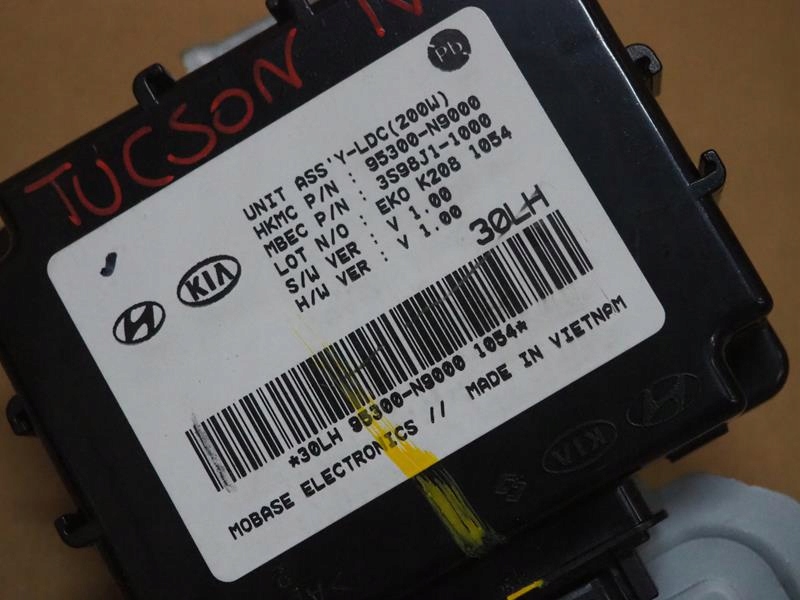 TUCSON N
Pb
UNIT ASS'Y-LDC(200W)
HKMC P/N : 95300-N9000
MBEC P/N : 3S98J1-1000
LOT N/O : EKO K208 1054
S/W VER : V 1.00
H/W VER : V 1.00
30LH
KIA
*30LH 95300-N9000 1054*
MOBASE ELECTRONICS // MADE IN VIETNAM
KIA